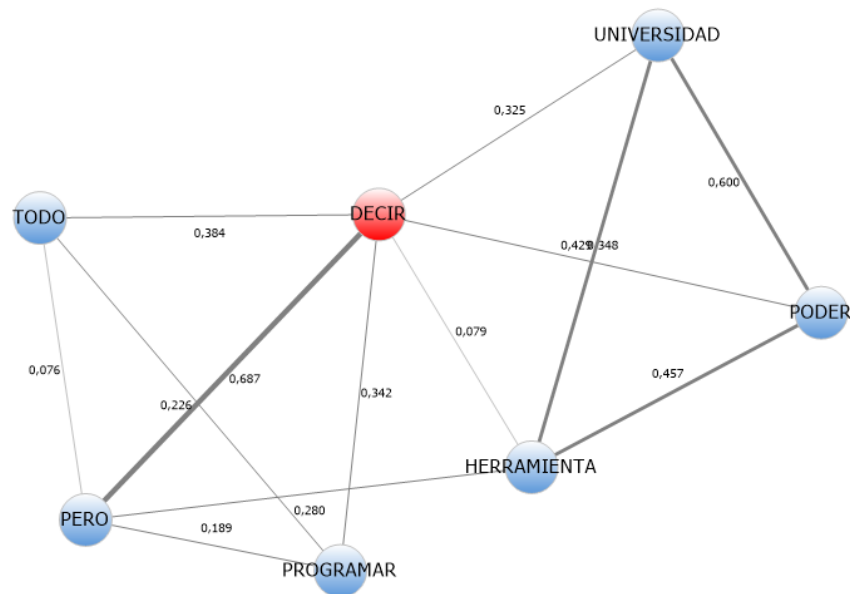 UNIVERSIDAD
0,325
0,600
TODO
DECIR
0,384
0,429
0,348
PODER
0,079
0,076
0,687
0,457
0,342
0,226
HERRAMIENTA
PERO
0,280
0,189
PROGRAMAR